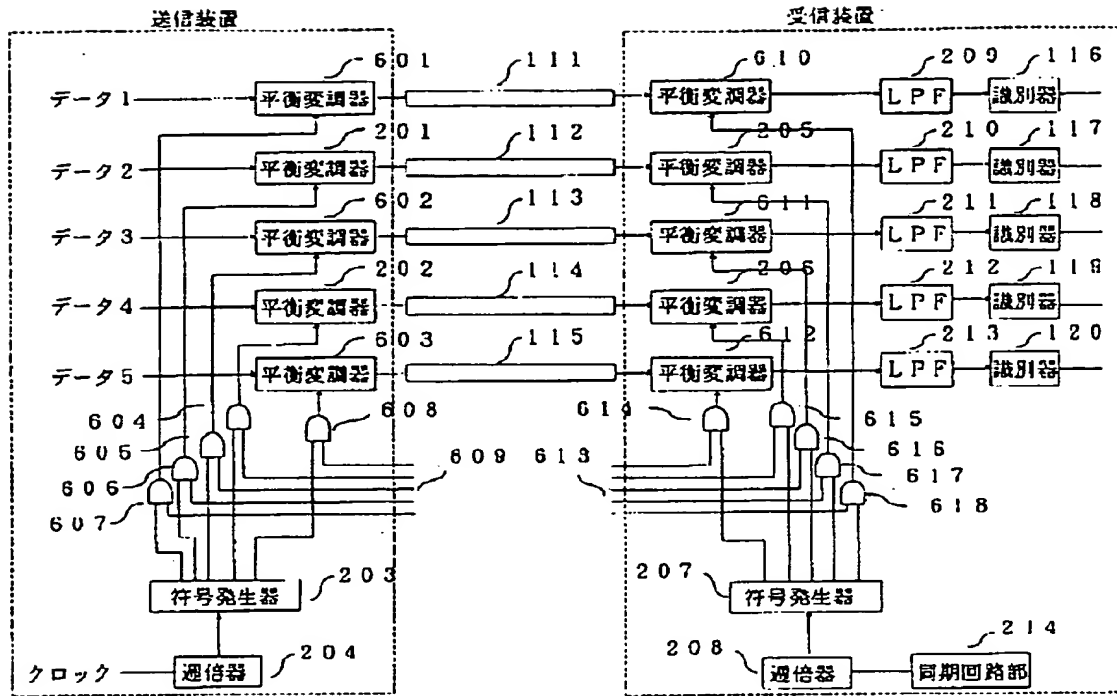 送信装置
受信装置
601 111 610 209 116
データ1 平衡変調器 平衡変調器 LPF 識別器
201 112 205 210 117
データ2 平衡変調器 平衡変調器 LPF 識別器
602 113 611 211 118
データ3 平衡変調器 平衡変調器 LPF 識別器
202 114 206 212 119
データ4 平衡変調器 平衡変調器 LPF 識別器
603 115 612 213 120
データ5 平衡変調器 平衡変調器 LPF 識別器
604 608 614 615
605 609 613 616
606 617
607 618
203 207
符号発生器 符号発生器
204 208 214
クロック 逓倍器 逓倍器 同期回路部